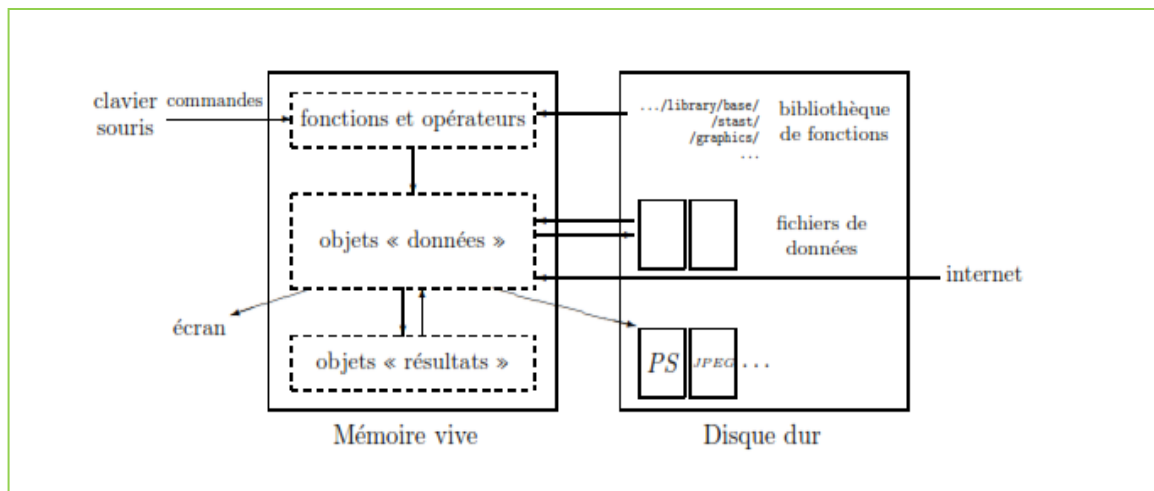 clavier
souris
commandes
fonctions et opérateurs
.../library/base/
/stast/
/graphics/
...
bibliothèque
de fonctions
objets « données »
fichiers de
données
internet
écran
objets « résultats »
PS
JPEG
...
Mémoire vive
Disque dur